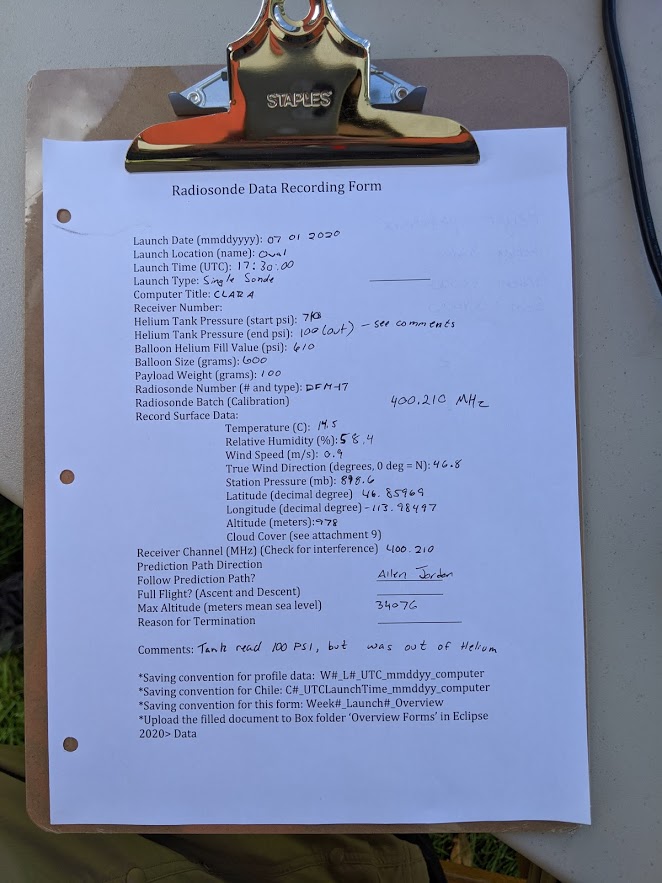 STAPLES
Radiosonde Data Recording Form
Launch Date (mmddyyyy): 07 01 2020
Launch Location (name): Oval
Launch Time (UTC): 17:30:00
Launch Type: Single Sonde
Computer Title: CLARA
Receiver Number:
Helium Tank Pressure (start psi):
Helium Tank Pressure (end psi): 100 (out) - see comments
Balloon Helium Fill Value (psi): 610
Balloon Size (grams): 600
Payload Weight (grams): 100
Radiosonde Number (# and type): DFM-17
Radiosonde Batch (Calibration) 400.210 MHz
Record Surface Data:
Temperature (C): 14.5
Relative Humidity (%): 58.4
Wind Speed (m/s): 0.9
True Wind Direction (degrees, 0 deg = N): 46.8
Station Pressure (mb): 898.6
Latitude (decimal degree) 46.85969
Longitude (decimal degree) -113.98497
Altitude (meters): 978
Cloud Cover (see attachment 9)
Receiver Channel (MHz) (Check for interference) 400.210
Prediction Path Direction
Follow Prediction Path? Allen Jordan
Full Flight? (Ascent and Descent)
Max Altitude (meters mean sea level) 34076
Reason for Termination
Comments: Tank read 100 PSI, but was out of Helium
*Saving convention for profile data: W#_L#_UTC_mmddyy_computer
*Saving convention for Chile: C#_UTCLaunchTime_mmddyy_computer
*Saving convention for this form: Week#_Launch#_Overview
*Upload the filled document to Box folder 'Overview Forms' in Eclipse
2020> Data